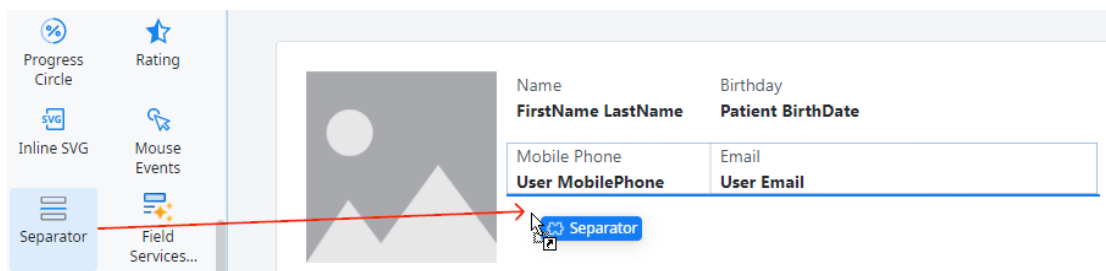 Progress
Circle
Rating
SVG
Inline SVG
Mouse
Events
Separator
Field
Services...
Name
Birthday
FirstName LastName
Patient BirthDate
Mobile Phone
Email
User MobilePhone
User Email
Separator